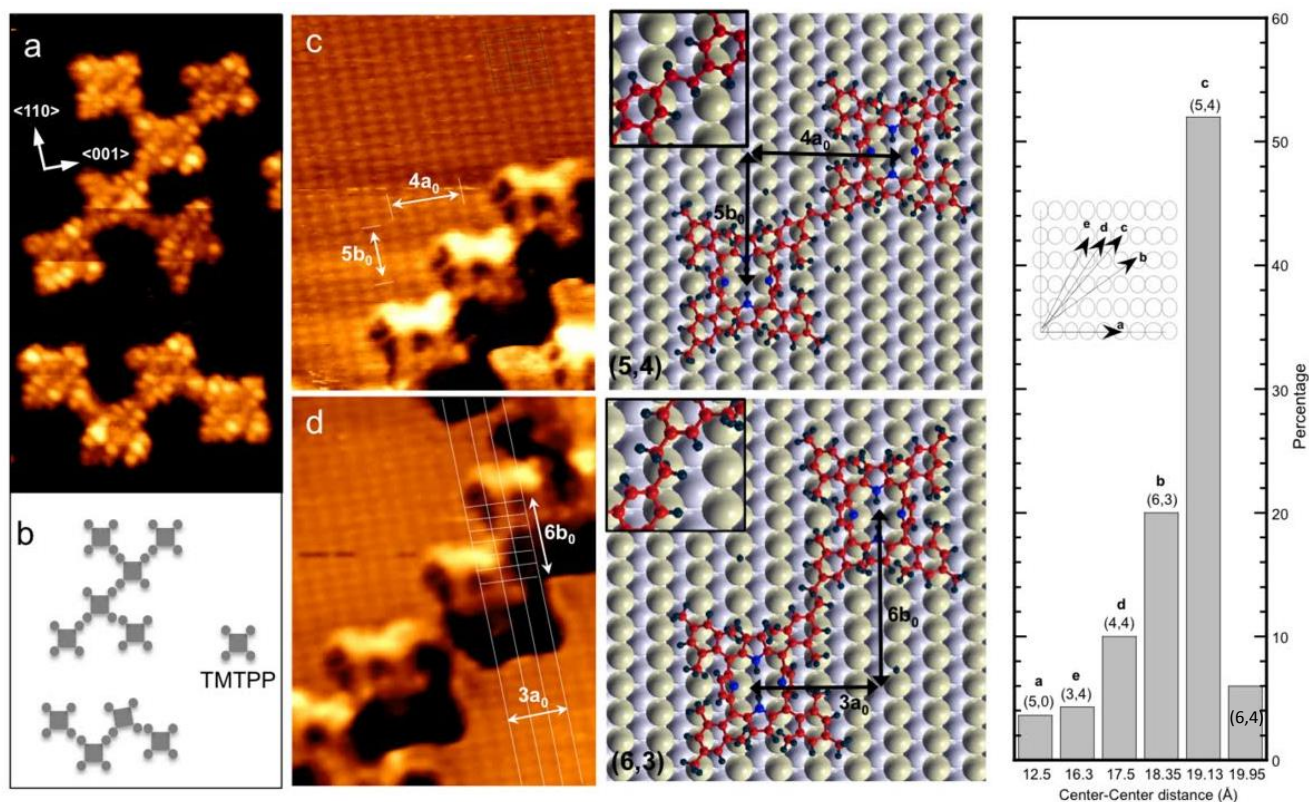 a
<110>
<001>
b
TMTPP
c
4a₀
5b₀
d
6b₀
3a₀
4a₀
5b₀
(5,4)
6b₀
3a₀
(6,3)
60
50
40
30
20
10
0
Percentage
e
d
c
b
a
a
(5,0)
e
(3,4)
d
(4,4)
b
(6,3)
c
(5,4)
(6,4)
12.5 16.3 17.5 18.35 19.13 19.95
Center-Center distance (Å)